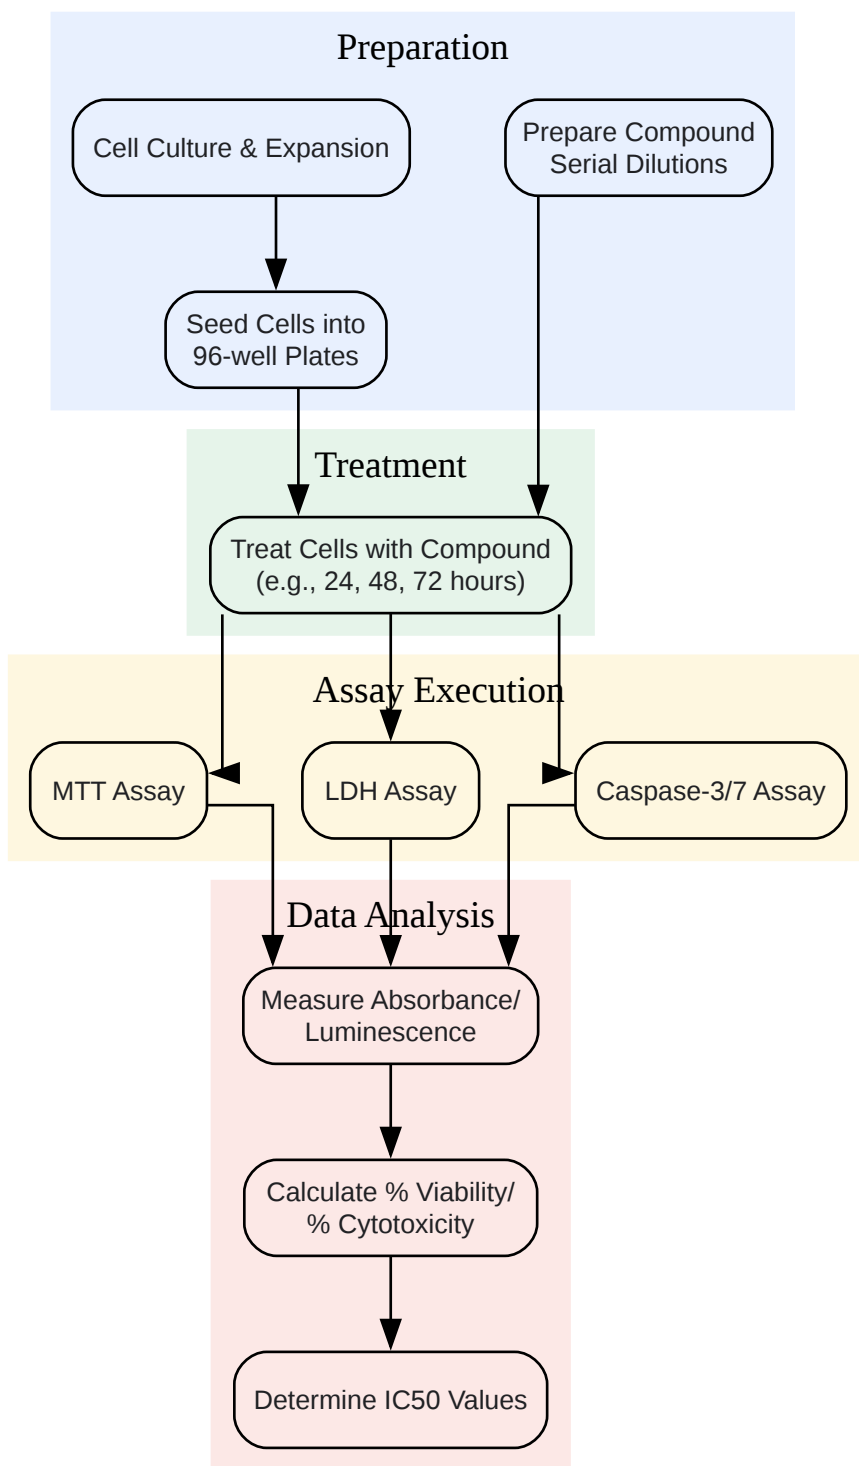 Preparation
Cell Culture & Expansion
Prepare Compound
Serial Dilutions
Seed Cells into
96-well Plates
Treatment
Treat Cells with Compound
(e.g., 24, 48, 72 hours)
Assay Execution
MTT Assay
LDH Assay
Caspase-3/7 Assay
Data Analysis
Measure Absorbance/
Luminescence
Calculate % Viability/
% Cytotoxicity
Determine IC50 Values